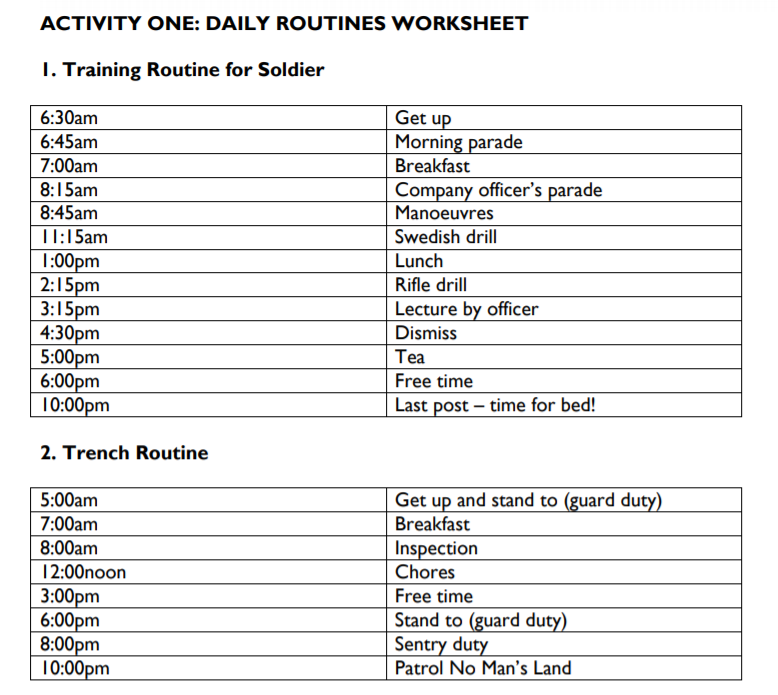 ACTIVITY ONE: DAILY ROUTINES WORKSHEET
1. Training Routine for Soldier
6:30am Get up
6:45am Morning parade
7:00am Breakfast
8:15am Company officer’s parade
8:45am Manoeuvres
11:15am Swedish drill
1:00pm Lunch
2:15pm Rifle drill
3:15pm Lecture by officer
4:30pm Dismiss
5:00pm Tea
6:00pm Free time
10:00pm Last post – time for bed!
2. Trench Routine
5:00am Get up and stand to (guard duty)
7:00am Breakfast
8:00am Inspection
12:00noon Chores
3:00pm Free time
6:00pm Stand to (guard duty)
8:00pm Sentry duty
10:00pm Patrol No Man’s Land